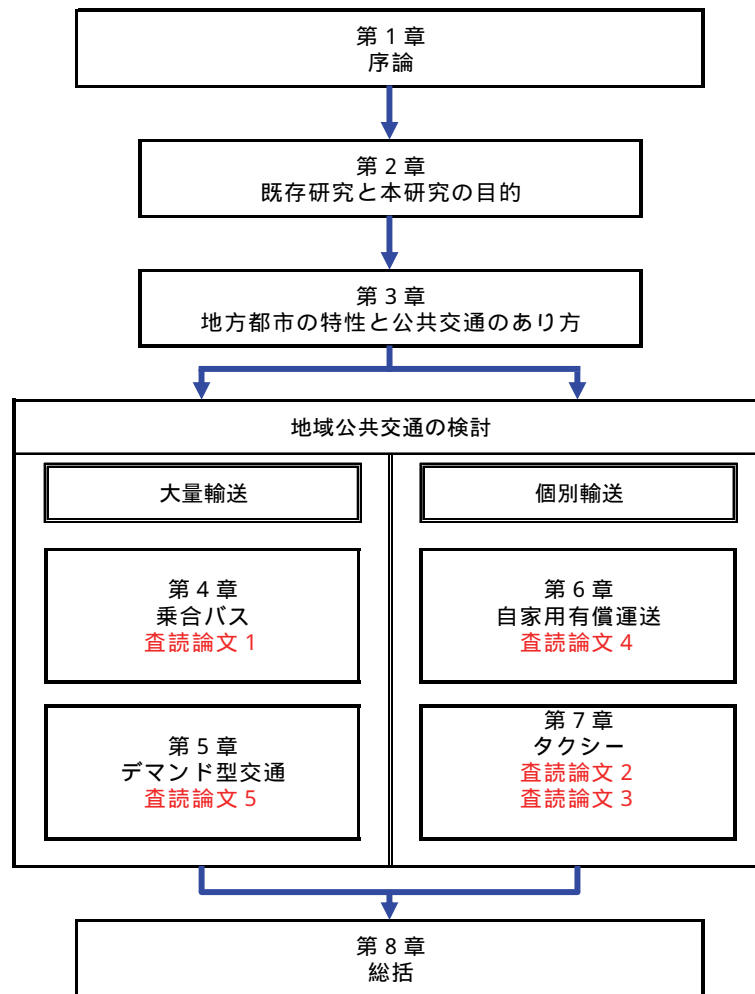 第１章
序論
第２章
既存研究と本研究の目的
第３章
地方都市の特性と公共交通のあり方
地域公共交通の検討
大量輸送
個別輸送
第４章
乗合バス
査読論文１
第６章
自家用有償運送
査読論文４
第５章
デマンド型交通
査読論文５
第７章
タクシー
査読論文２
査読論文３
第８章
総括